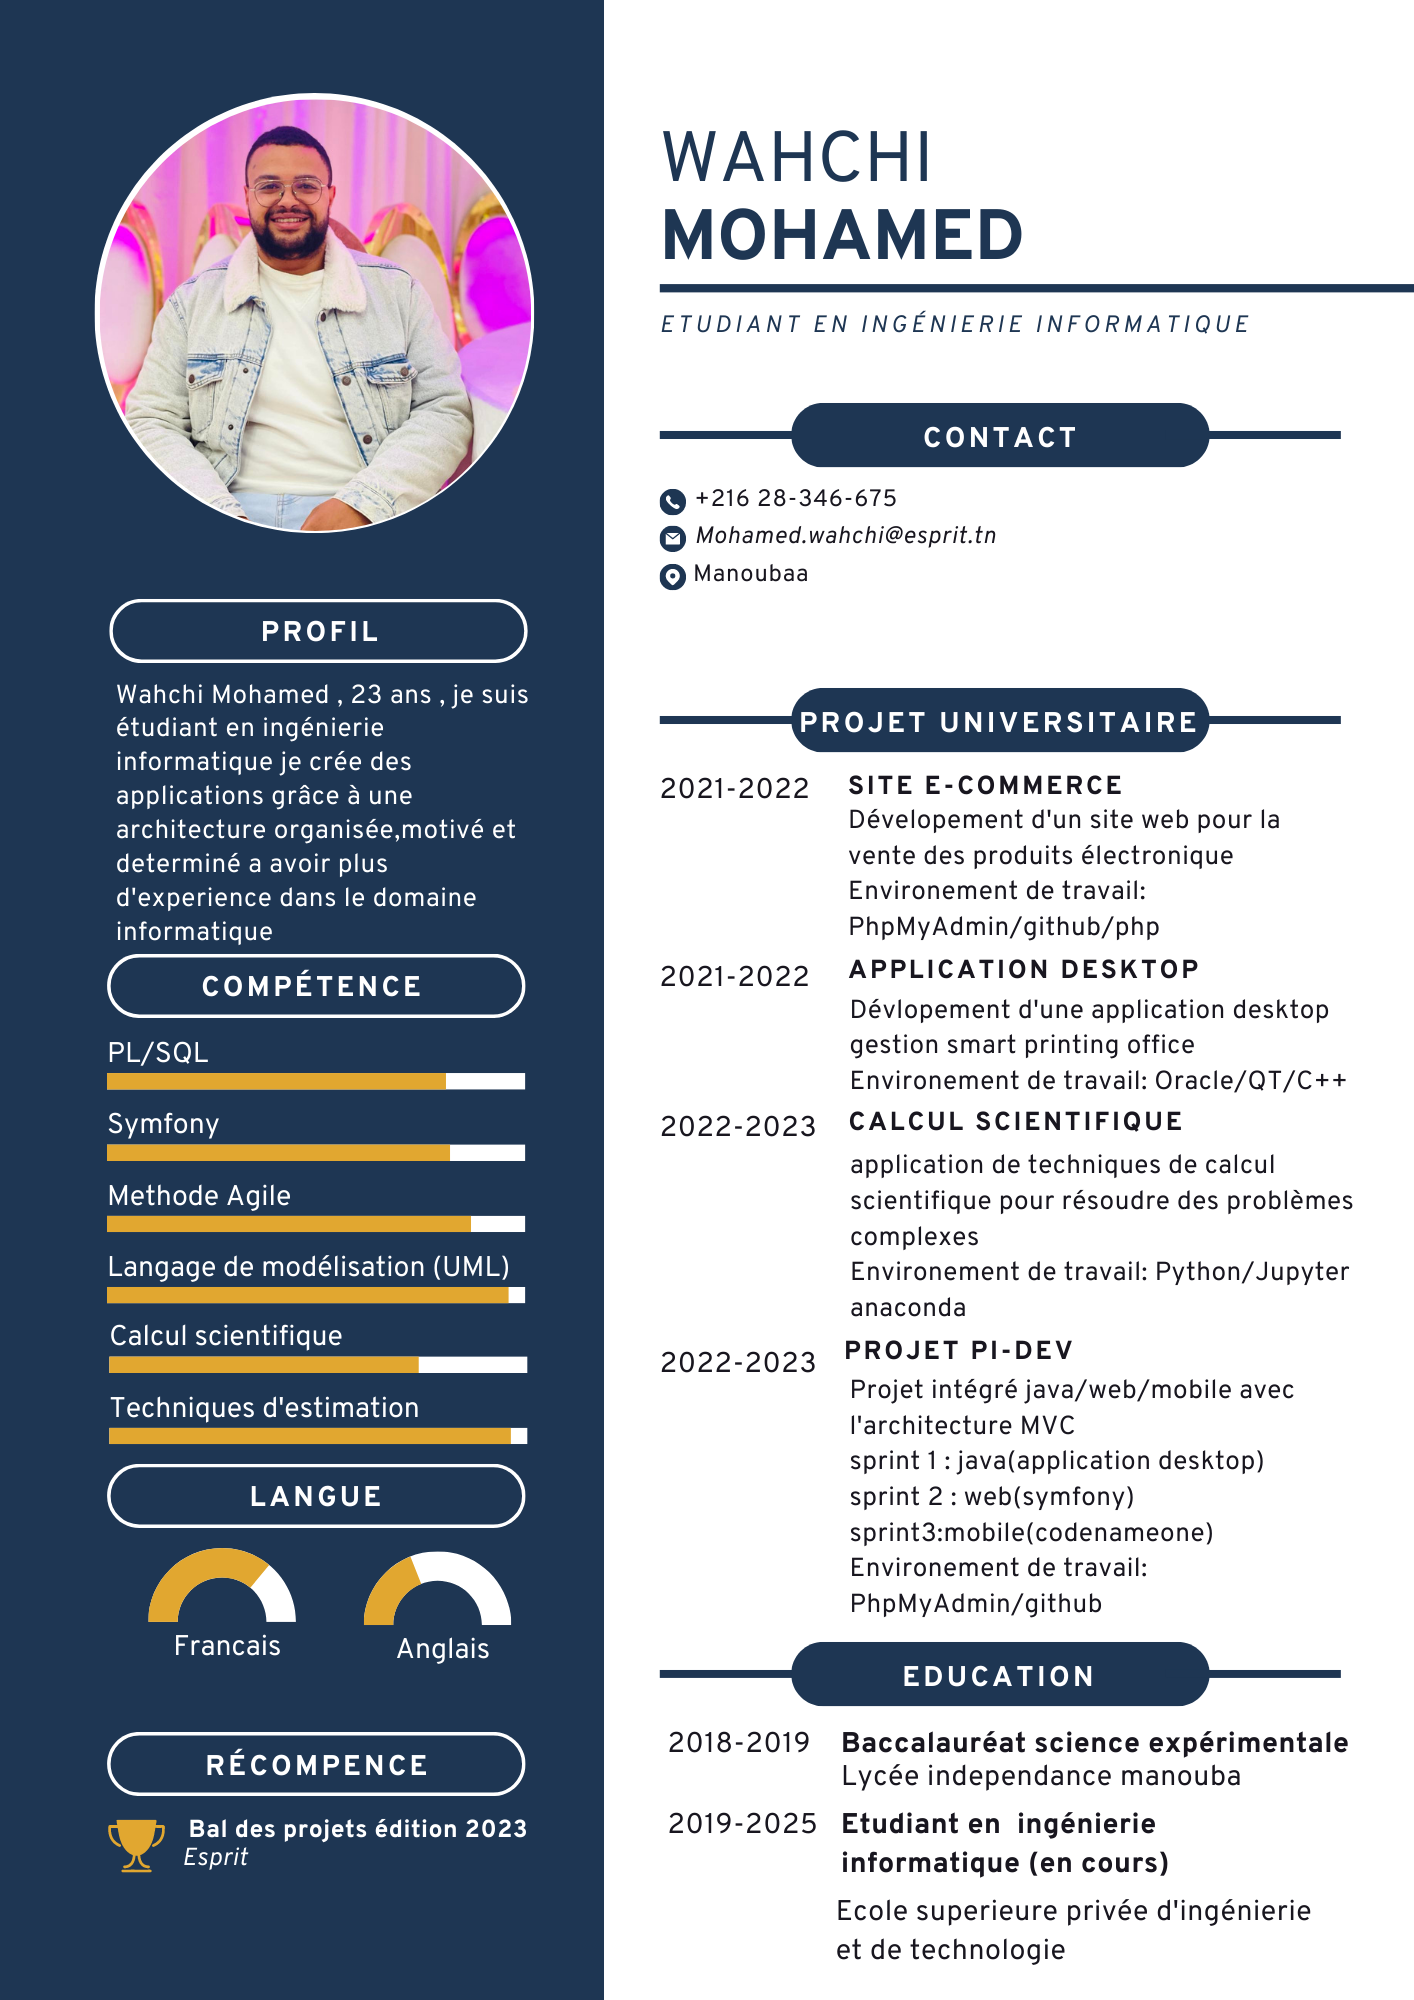 WAHCHI
MOHAMED
ETUDIANT EN INGÉNIERIE INFORMATIQUE
CONTACT
+216 28-346-675
Mohamed.wahchi@esprit.tn
Manoubaa
PROFIL
Wahchi Mohamed , 23 ans , je suis
étudiant en ingénierie
informatique je crée des
applications grâce à une
architecture organisée,motivé et
determiné a avoir plus
d'experience dans le domaine
informatique
COMPÉTENCE
PL/SQL
Symfony
Methode Agile
Langage de modélisation (UML)
Calcul scientifique
Techniques d'estimation
LANGUE
Francais
Anglais
RÉCOMPENCE
Bal des projets édition 2023
Esprit
PROJET UNIVERSITAIRE
2021-2022
SITE E-COMMERCE
Dévelopement d'un site web pour la
vente des produits électronique
Environement de travail:
PhpMyAdmin/github/php
2021-2022
APPLICATION DESKTOP
Dévlopement d'une application desktop
gestion smart printing office
Environement de travail: Oracle/QT/C++
2022-2023
CALCUL SCIENTIFIQUE
application de techniques de calcul
scientifique pour résoudre des problèmes
complexes
Environement de travail: Python/Jupyter
anaconda
2022-2023
PROJET PI-DEV
Projet intégré java/web/mobile avec
l'architecture MVC
sprint 1 : java(application desktop)
sprint 2 : web(symfony)
sprint3:mobile(codenameone)
Environement de travail:
PhpMyAdmin/github
EDUCATION
2018-2019
Baccalauréat science expérimentale
Lycée independance manouba
2019-2025
Etudiant en ingénierie
informatique (en cours)
Ecole superieure privée d'ingénierie
et de technologie